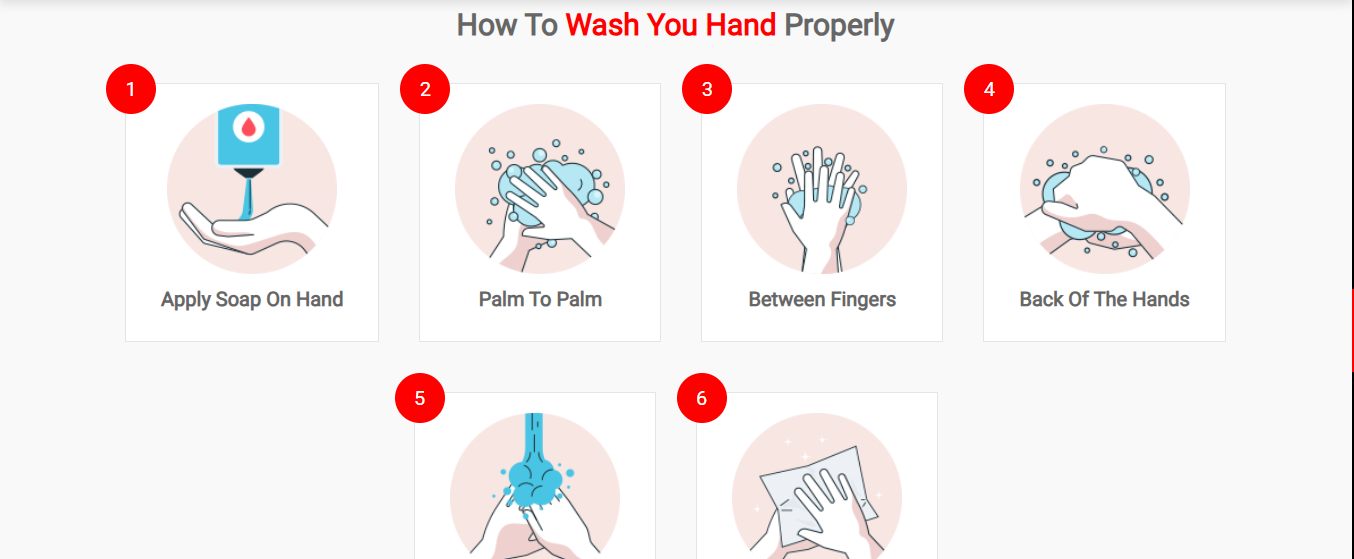 How To Wash You Hand Properly
1
2
3
4
Apply Soap On Hand
Palm To Palm
Between Fingers
Back Of The Hands
5
6